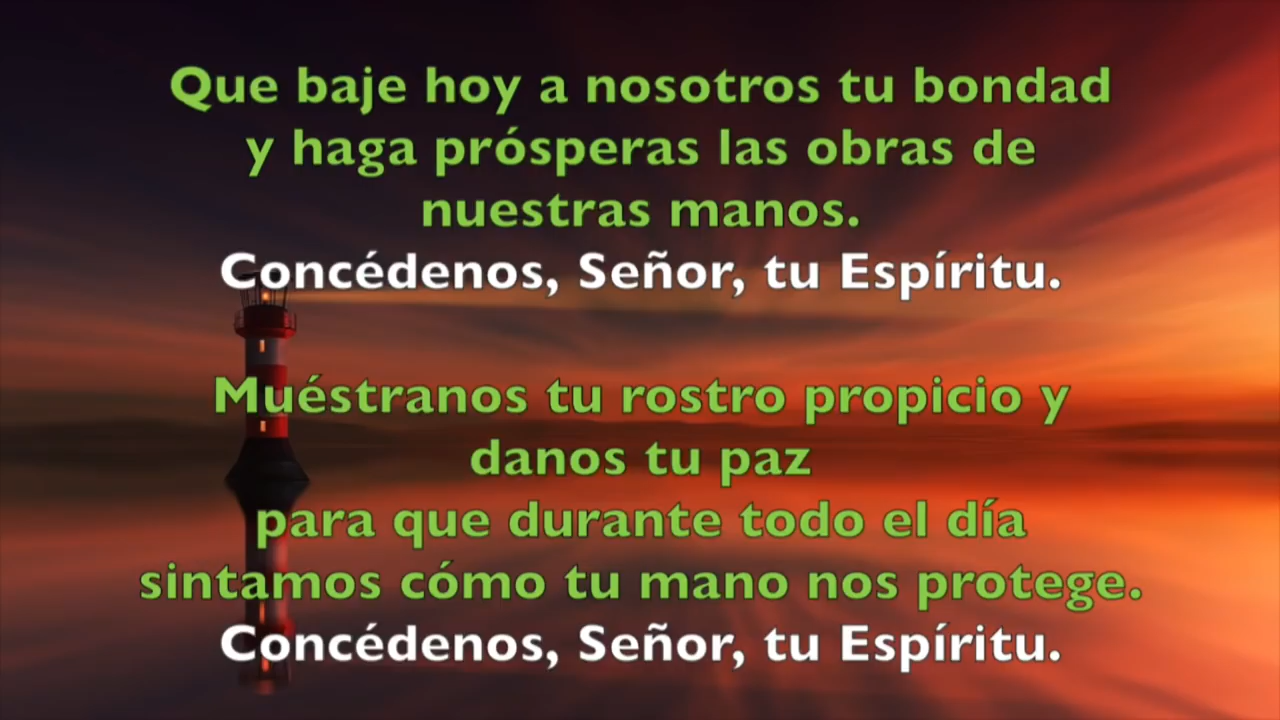 Que baje hoy a nosotros tu bondad
y haga prósperas las obras de
nuestras manos.
Concédenos, Señor, tu Espíritu.
Muéstranos tu rostro propicio y
danos tu paz
para que durante todo el día
sintamos cómo tu mano nos protege.
Concédenos, Señor, tu Espíritu.